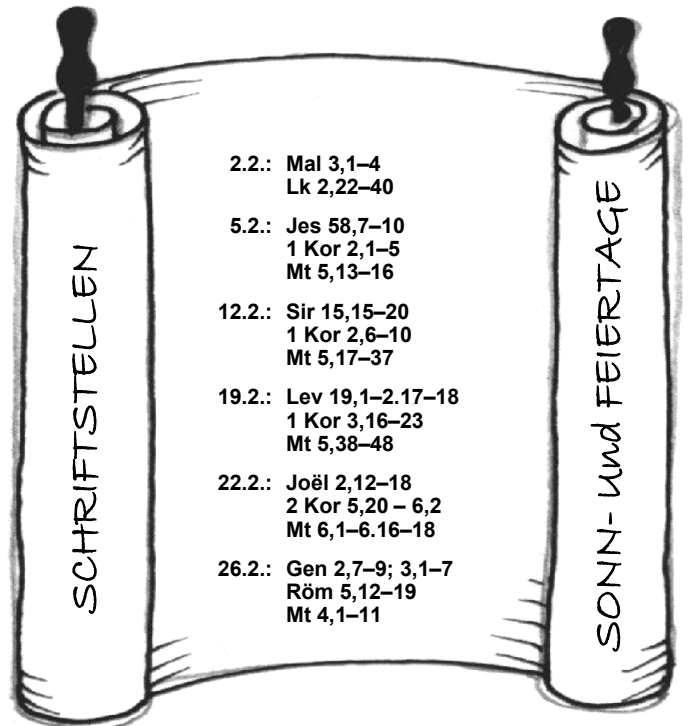 SCHRIFTSTELLEN
2.2.: Mal 3,1–4
Lk 2,22–40
5.2.: Jes 58,7–10
1 Kor 2,1–5
Mt 5,13–16
12.2.: Sir 15,15–20
1 Kor 2,6–10
Mt 5,17–37
19.2.: Lev 19,1–2.17–18
1 Kor 3,16–23
Mt 5,38–48
22.2.: Joël 2,12–18
2 Kor 5,20 – 6,2
Mt 6,1–6.16–18
26.2.: Gen 2,7–9; 3,1–7
Röm 5,12–19
Mt 4,1–11
SONN- und FEIERTAGE